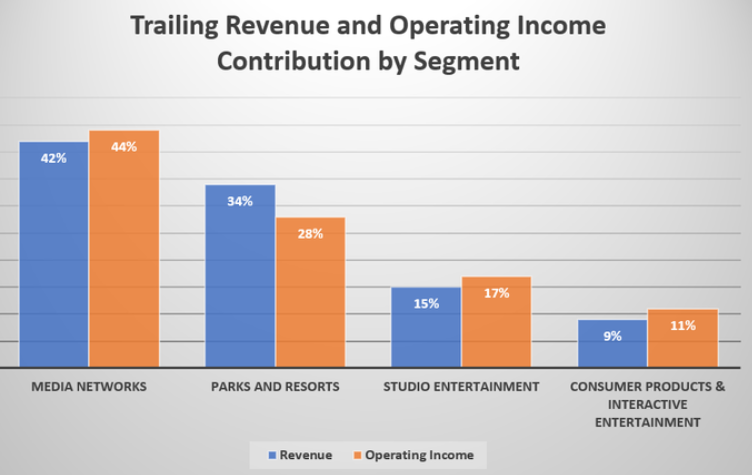 Trailing Revenue and Operating Income
Contribution by Segment
42%
44%
34%
28%
15%
17%
9%
11%
MEDIA NETWORKS
PARKS AND RESORTS
STUDIO ENTERTAINMENT
CONSUMER PRODUCTS &
INTERACTIVE
ENTERTAINMENT
Revenue
Operating Income